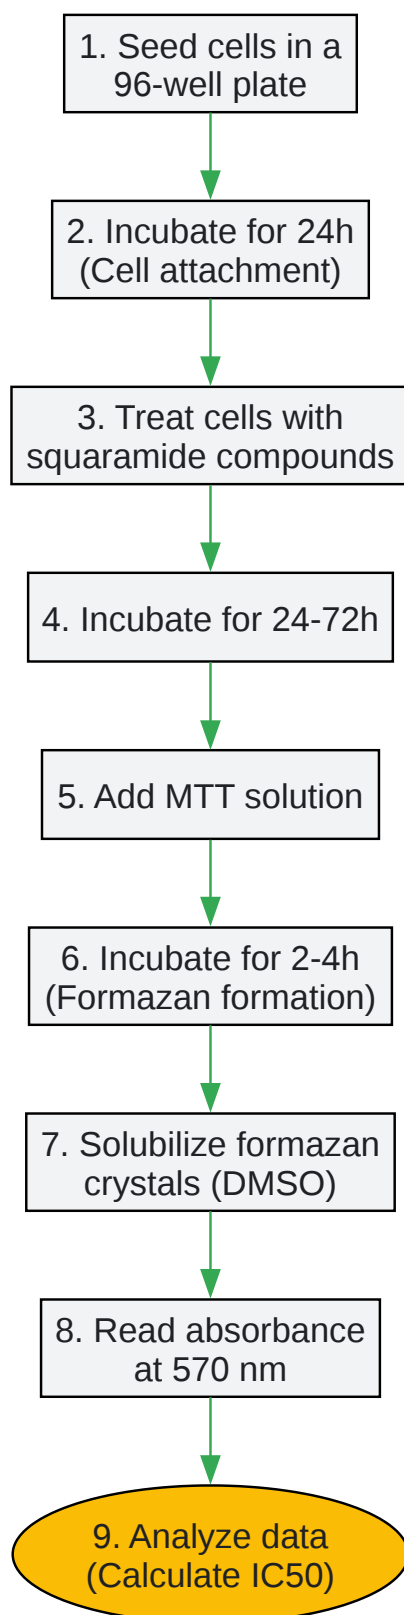 1. Seed cells in a
96-well plate
2. Incubate for 24h
(Cell attachment)
3. Treat cells with
squaramide compounds
4. Incubate for 24-72h
5. Add MTT solution
6. Incubate for 2-4h
(Formazan formation)
7. Solubilize formazan
crystals (DMSO)
8. Read absorbance
at 570 nm
9. Analyze data
(Calculate IC50)